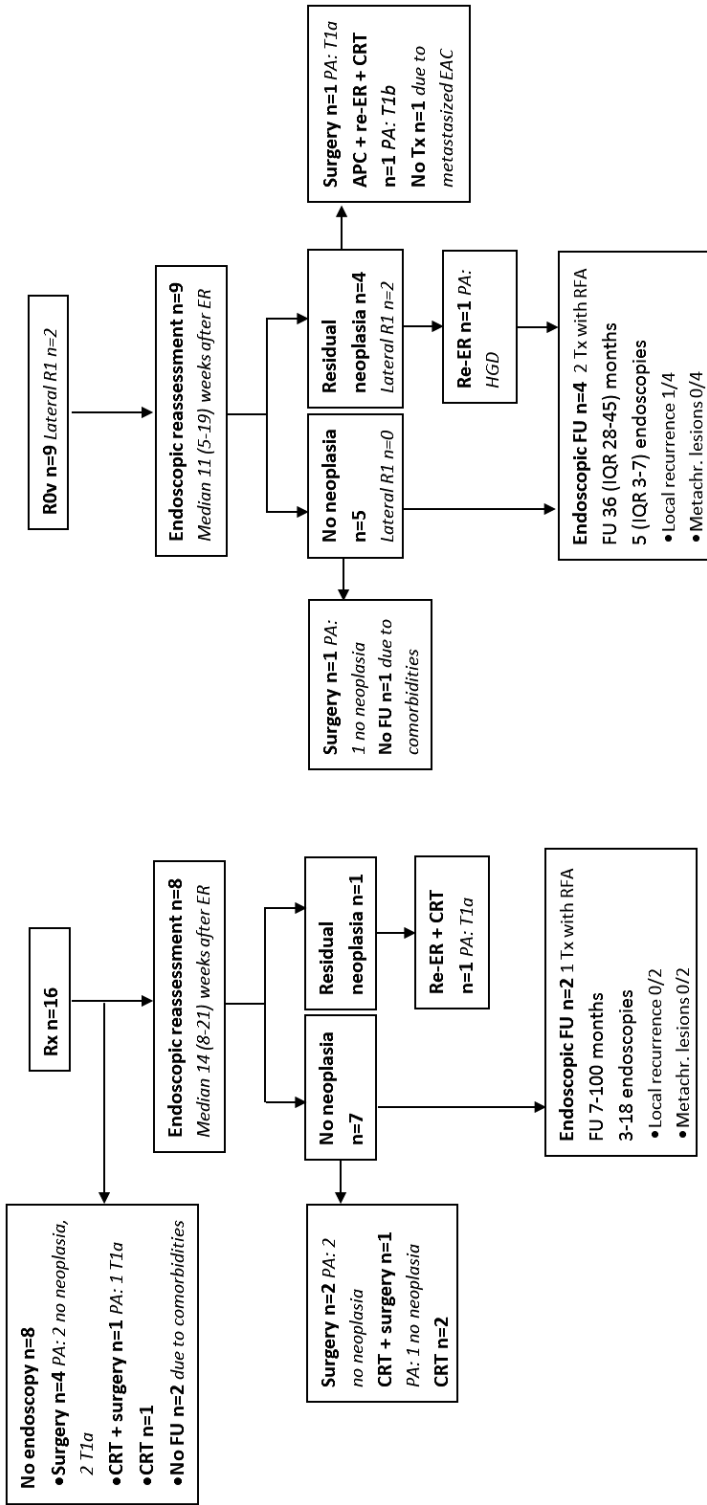 Rx n=16
No endoscopy n=8
•Surgery n=4 PA: 2 no neoplasia,
2 T1a
•CRT + surgery n=1 PA: 1 T1a
•CRT n=1
•No FU n=2 due to comorbidities
Endoscopic reassessment n=8
Median 14 (8-21) weeks after ER
No neoplasia
n=7
Residual
neoplasia n=1
Surgery n=2 PA: 2
no neoplasia
CRT + surgery n=1
PA: 1 no neoplasia
CRT n=2
Re-ER + CRT
n=1 PA: T1a
Endoscopic FU n=2 1 Tx with RFA
FU 7-100 months
3-18 endoscopies
•Local recurrence 0/2
•Metachr. lesions 0/2
R0v n=9 Lateral R1 n=2
Endoscopic reassessment n=9
Median 11 (5-19) weeks after ER
No neoplasia
n=5
Lateral R1 n=0
Residual
neoplasia n=4
Lateral R1 n=2
Surgery n=1 PA:
1 no neoplasia
No FU n=1 due to
comorbidities
Surgery n=1 PA: T1a
APC + re-ER + CRT
n=1 PA: T1b
No Tx n=1 due to
metastasized EAC
Re-ER n=1 PA:
HGD
Endoscopic FU n=4 2 Tx with RFA
FU 36 (IQR 28-45) months
5 (IQR 3-7) endoscopies
•Local recurrence 1/4
•Metachr. lesions 0/4